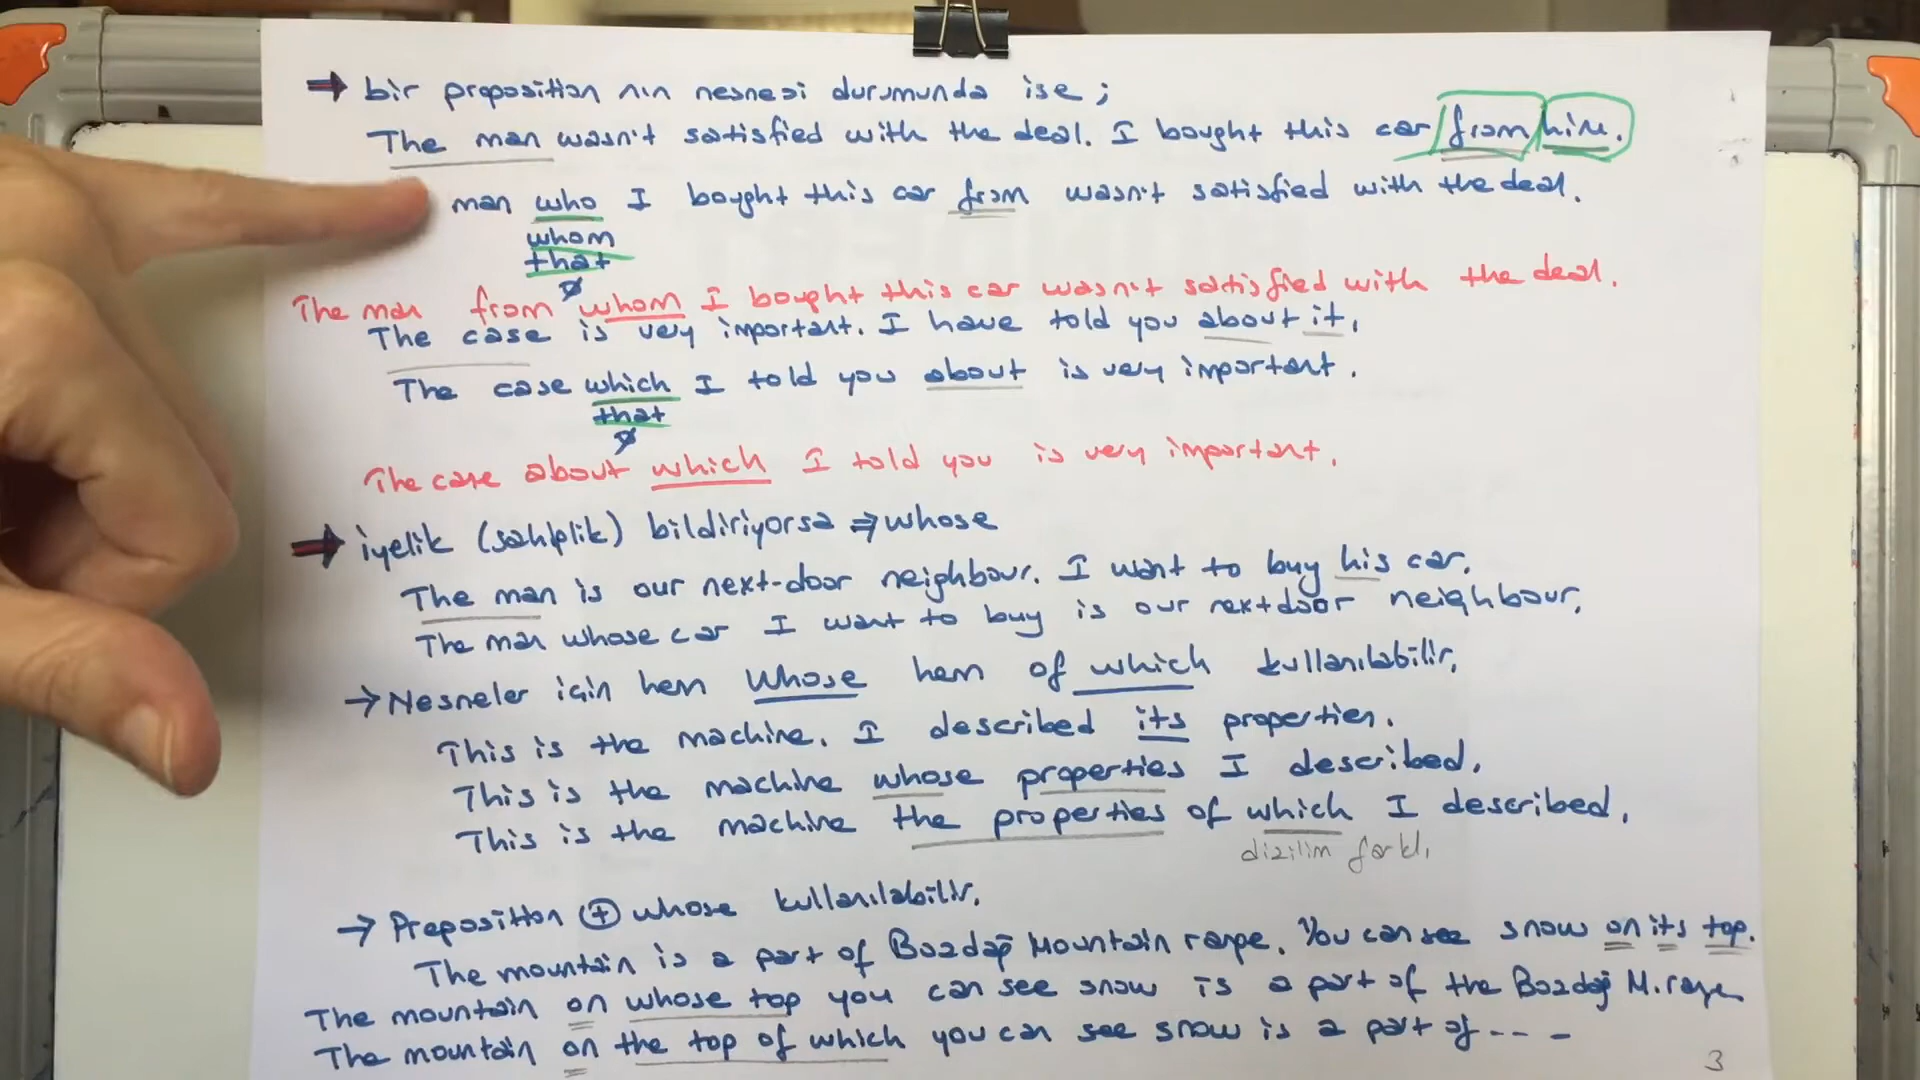 bir preposition nın nesnesi durumunda ise;
The man wasn't satisfied with the deal. I bought this car from him.
man who I bought this car from wasn't satisfied with the deal.
whom
that
Ø
The man from whom I bought this car wasn't satisfied with the deal.
The case is very important. I have told you about it.
The case which I told you about is very important.
that
Ø
The case about which I told you is very important.
→ iyelik (sahiplik) bildiriyorsa ⇒ whose
The man is our next-door neighbour. I want to buy his car.
The man whose car I want to buy is our nextdoor neighbour.
→ Nesneler için hem whose hem of which kullanılabilir.
This is the machine. I described its properties.
This is the machine whose properties I described.
This is the machine the properties of which I described.
dizilim farkı
→ Preposition + whose kullanılabilir.
The mountain is a part of Bozdağ Mountain range. You can see snow on its top.
The mountain on whose top you can see snow is a part of the Bozdağ M. range
The mountain on the top of which you can see snow is a part of - - -
3